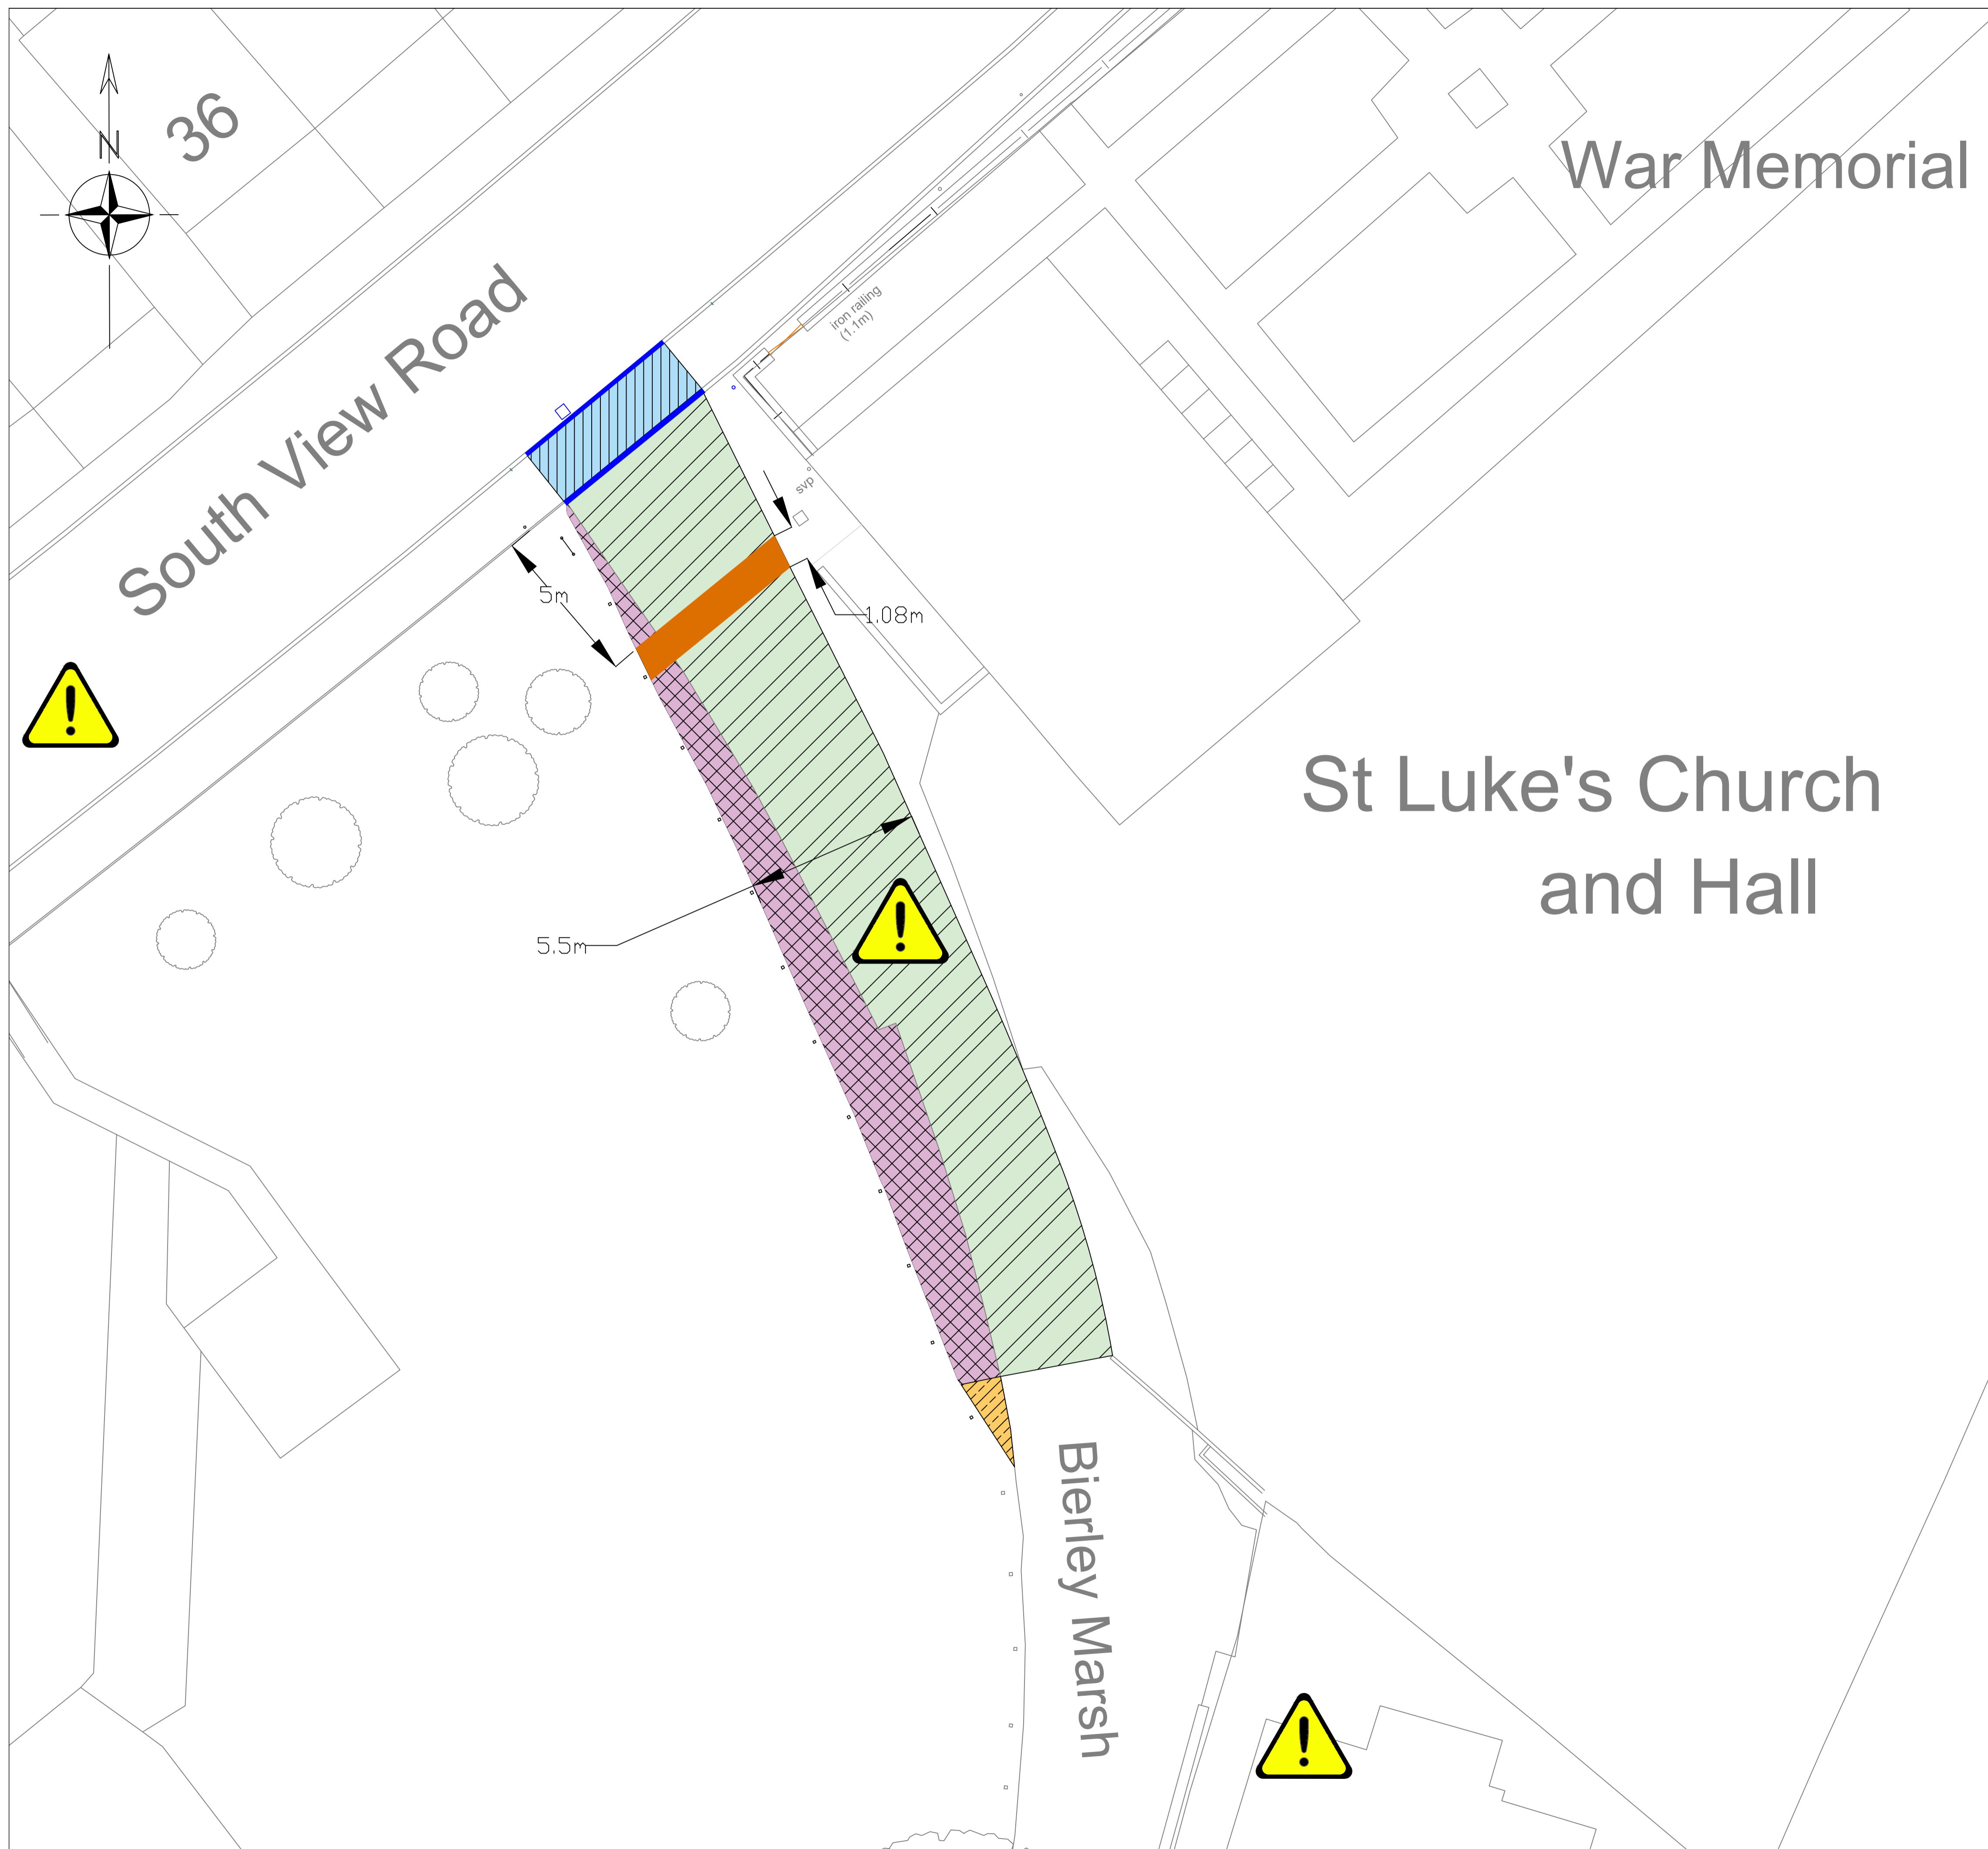 N
36
War Memorial
South View Road
iron railing
(1.1m)
svp
5m
1.08m
St Luke's Church
and Hall
5.5m
Bierley Marsh